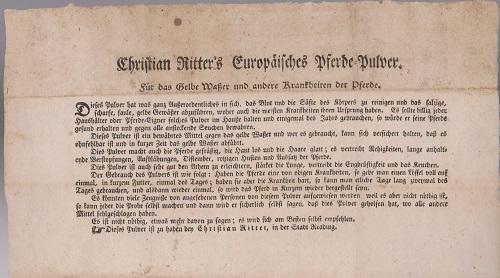 Christian Ritter's Europäisches Pferde-Pulver.
Für das Gelbe Waßer und andere Krankheiten der Pferde.
Dieses Pulver hat was ganz Außerordentliches in sich, das Blut und die Säfte des Körpers zu reinigen und das salzige,
scharfe, faule, gelbe Gewäßer abzuführen, woher auch die meisten Krankheiten ihren Ursprung haben. Es sollte billig jeder
Haushälter oder Pferde-Eigner solches Pulver im Hause halten und einigemal des Jahrs gebrauchen, so würde er seine Pferde
gesund erhalten und gegen alle ansteckende Seuchen bewahren.
Dieses Pulver ist ein bewährtes Mittel gegen das gelbe Waßer und wer es gebraucht, kann sich versichert halten, daß es
ohnfehlbar ist und in kurzer Zeit das gelbe Waßer abführt.
Dies Pulver macht auch die Pferde gefräßig, die Haut los und die Haare glatt; es vertreibt Rehigkeiten, lange anhalt-
ende Verstopfungen, Aufblähungen, Distember, rotzigen Husten und Auszehr der Pferde.
Dies Pulver ist auch sehr gut den Athem zu erleichtern, stärket die Lunge, vertreibt die Engbrüstigkeit und das Keuchen.
Der Gebrauch des Pulvers ist wie folgt: Haben die Pferde eine von obigen Krankheiten, so gebe man einen Löffel voll auf
einmal, in kurzem Futter, einmal des Tages; haben sie aber die Krankheit hart, so kann man etliche Tage lang zweymal des
Tages gebrauchen, und alsdann wieder einmal, so wird das Pferd in Kurzem wieder hergestellt seyn.
Es könnten viele Zeugnisse von angesehenen Personen von diesem Pulver aufgewiesen werden, weil es aber nicht nöthig ist,
so kann jeder die Probe selbst machen und dann wird er sicherlich selbst sagen, daß dies Pulver geholfen hat, wo alle andere
Mittel fehlgeschlagen haben.
Es ist nicht nöthig, etwas mehr davon zu sagen; es wird sich am Besten selbst empfehlen.
☞ Dieses Pulver ist zu haben bey Christian Ritter, in der Stadt Reading.